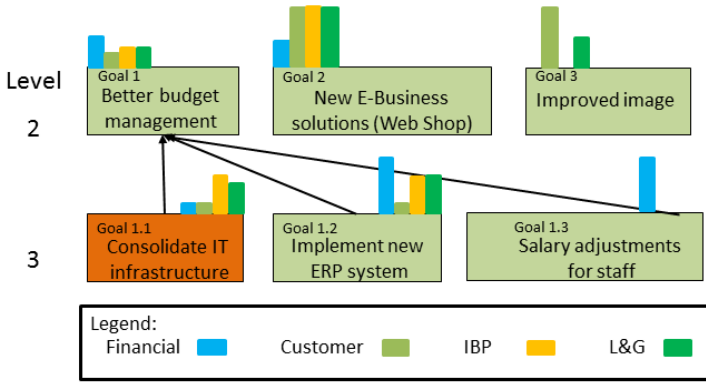 Level
2
Goal 1
Better budget
management
Goal 2
New E-Business
solutions (Web Shop)
Goal 3
Improved image
3
Goal 1.1
Consolidate IT
infrastructure
Goal 1.2
Implement new
ERP system
Goal 1.3
Salary adjustments
for staff
Legend:
Financial Customer IBP L&G